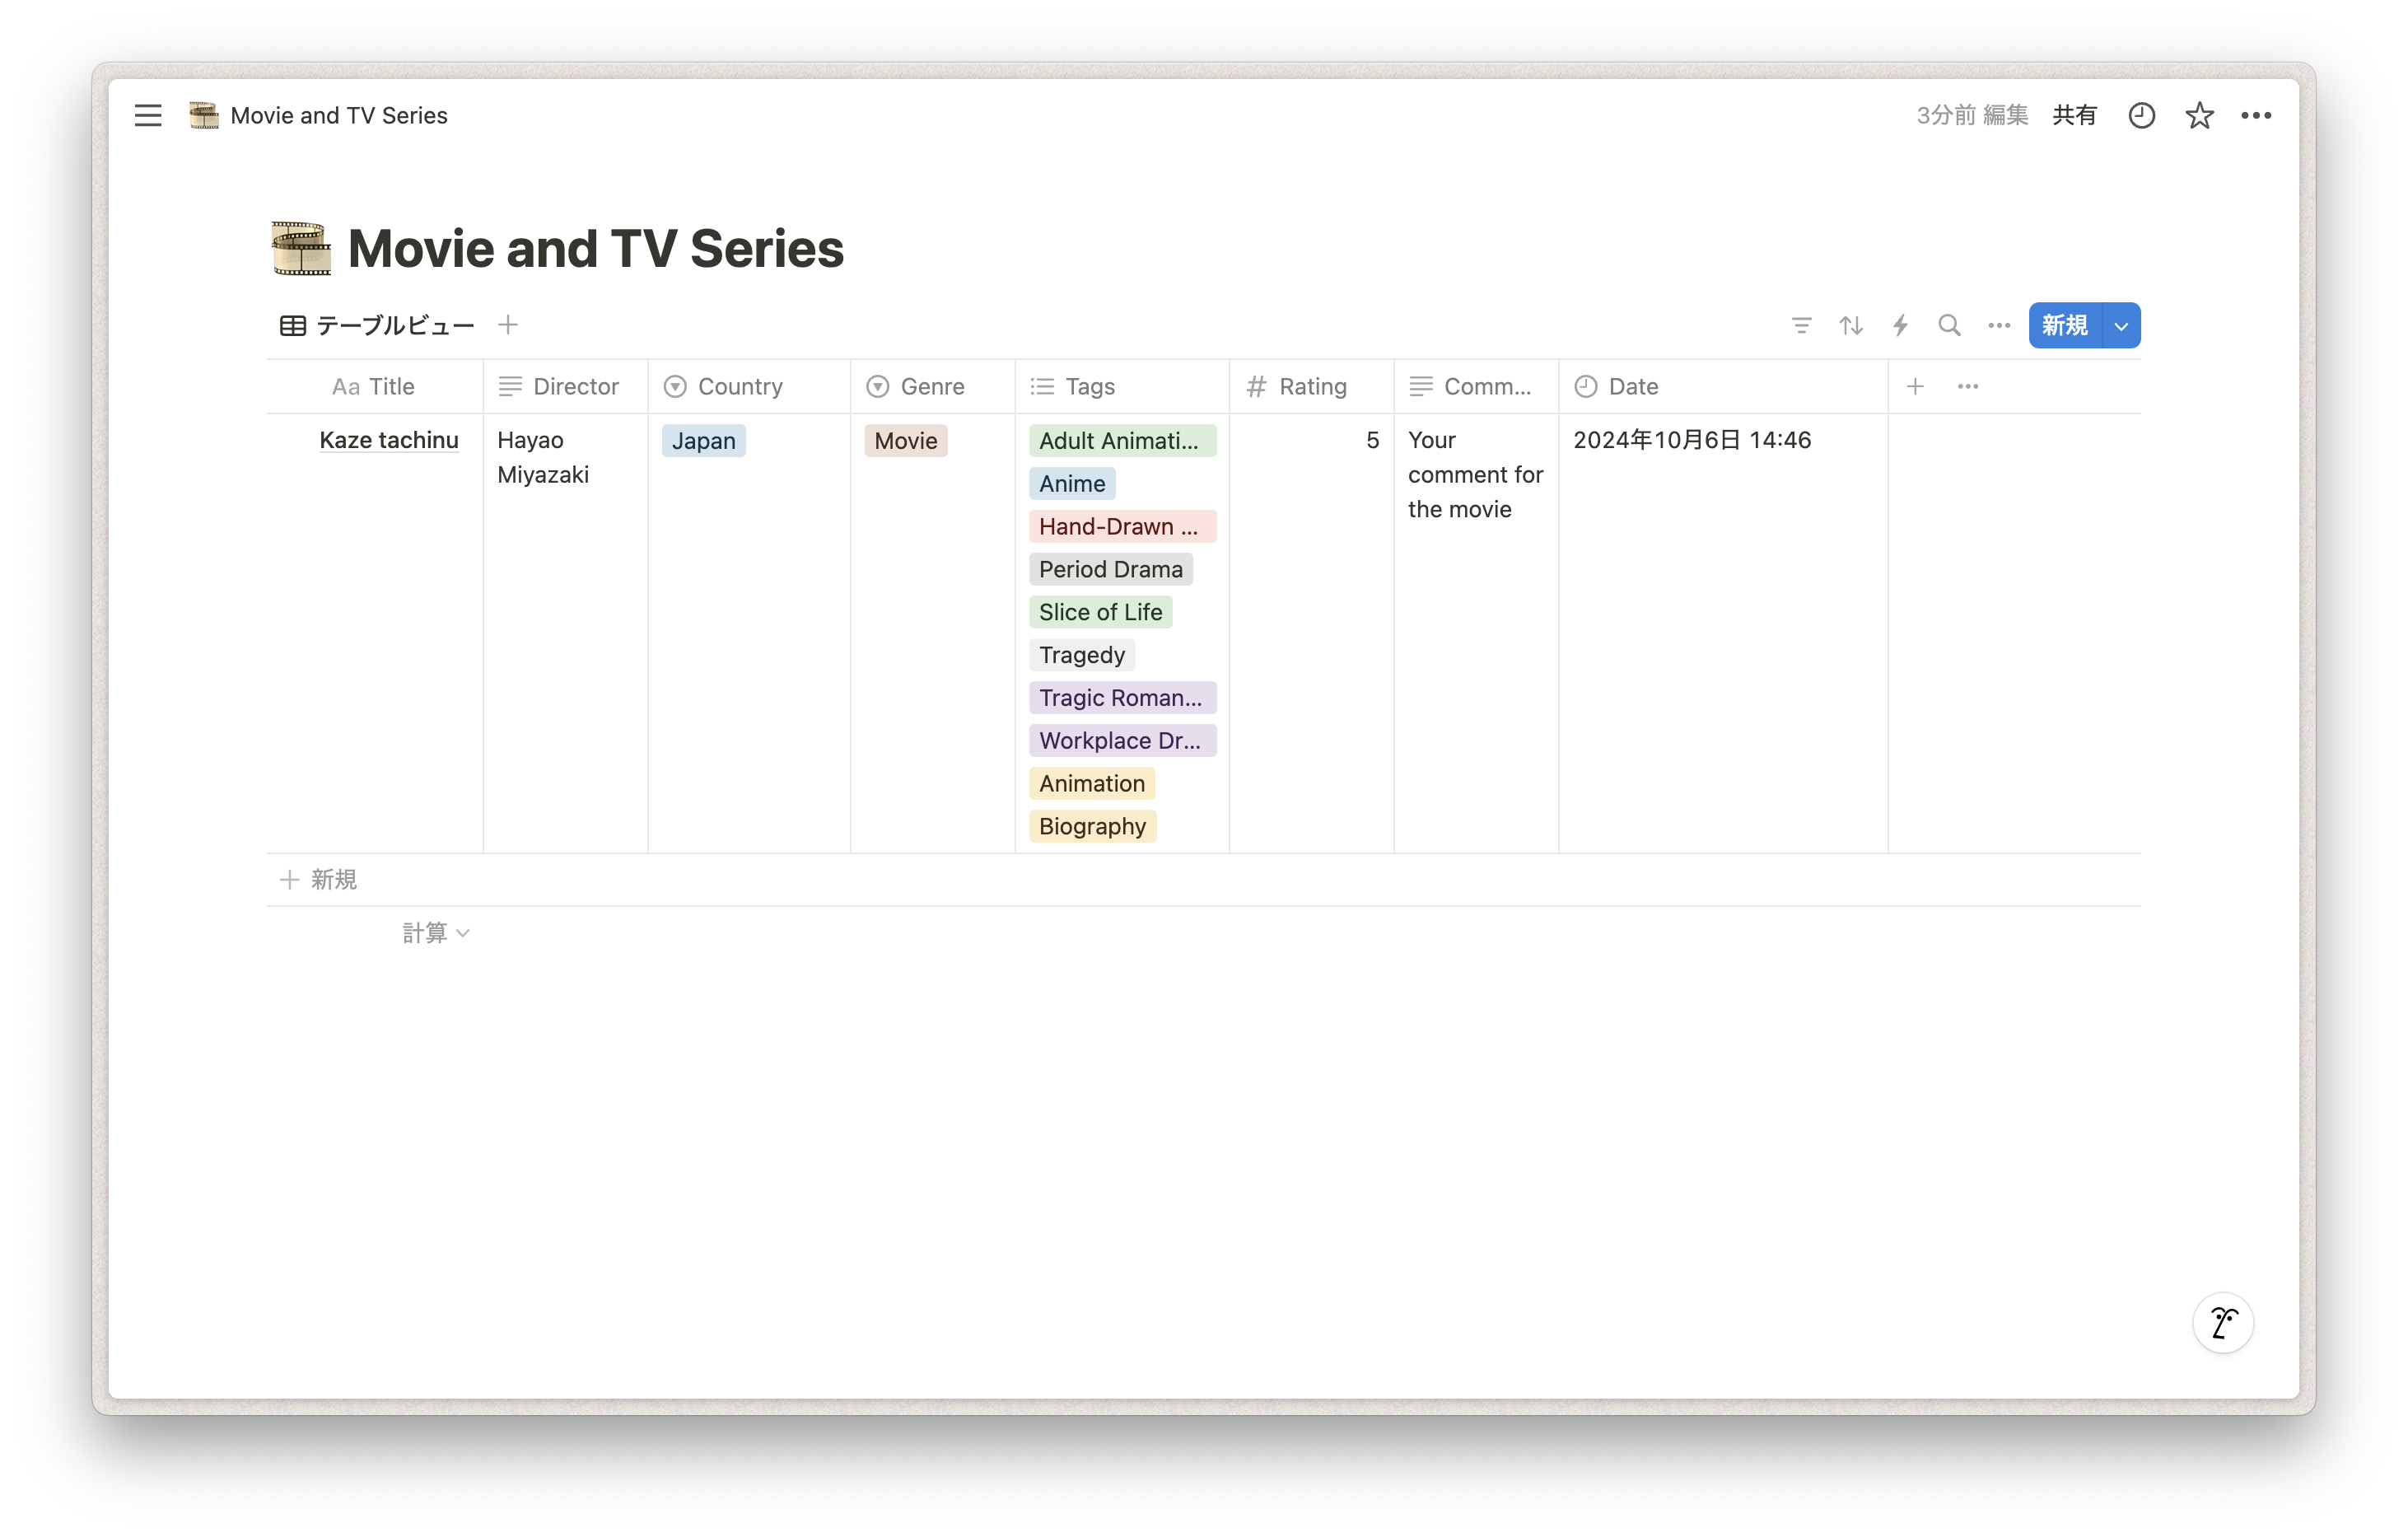 Movie and TV Series
3分前 編集 共有
Movie and TV Series
テーブルビュー
新規
Aa Title
Director
Country
Genre
Tags
# Rating
Comm...
Date
Kaze tachinu
Hayao
Miyazaki
Japan
Movie
Adult Animati...
Anime
Hand-Drawn ...
Period Drama
Slice of Life
Tragedy
Tragic Roman...
Workplace Dr...
Animation
Biography
5
Your
comment for
the movie
2024年10月6日 14:46
新規
計算